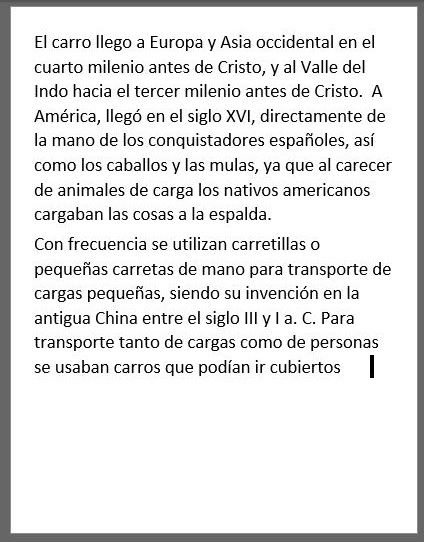 El carro llego a Europa y Asia occidental en el
cuarto milenio antes de Cristo, y al Valle del
Indo hacia el tercer milenio antes de Cristo.  A
América, llegó en el siglo XVI, directamente de
la mano de los conquistadores españoles, así
como los caballos y las mulas, ya que al carecer
de animales de carga los nativos americanos
cargaban las cosas a la espalda.
Con frecuencia se utilizan carretillas o
pequeñas carretas de mano para transporte de
cargas pequeñas, siendo su invención en la
antigua China entre el siglo III y I a. C. Para
transporte tanto de cargas como de personas
se usaban carros que podían ir cubiertos